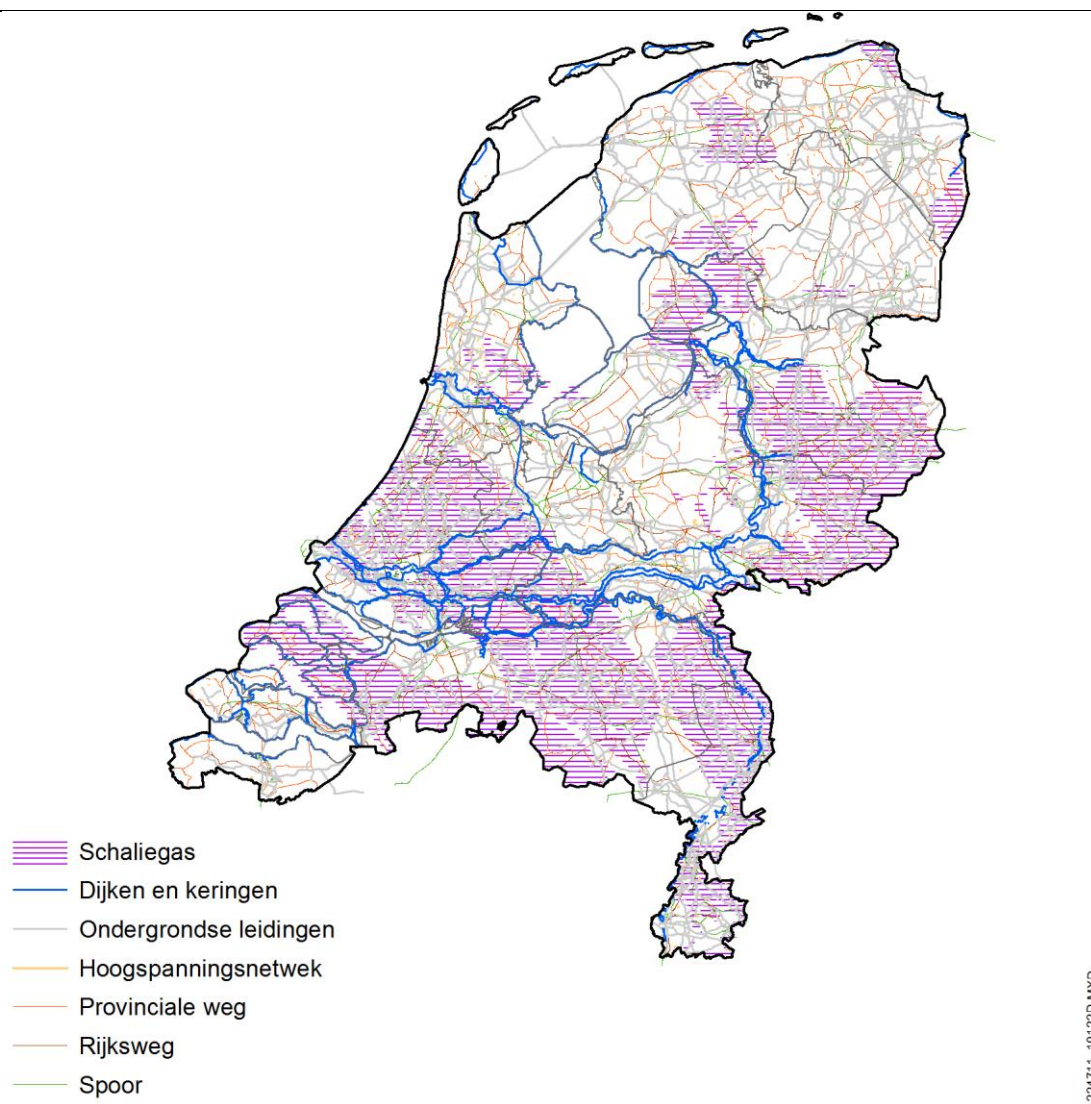 Schaliegas
Dijken en keringen
Ondergrondse leidingen
Hoogspanningsnetwek
Provinciale weg
Rijksweg
Spoor